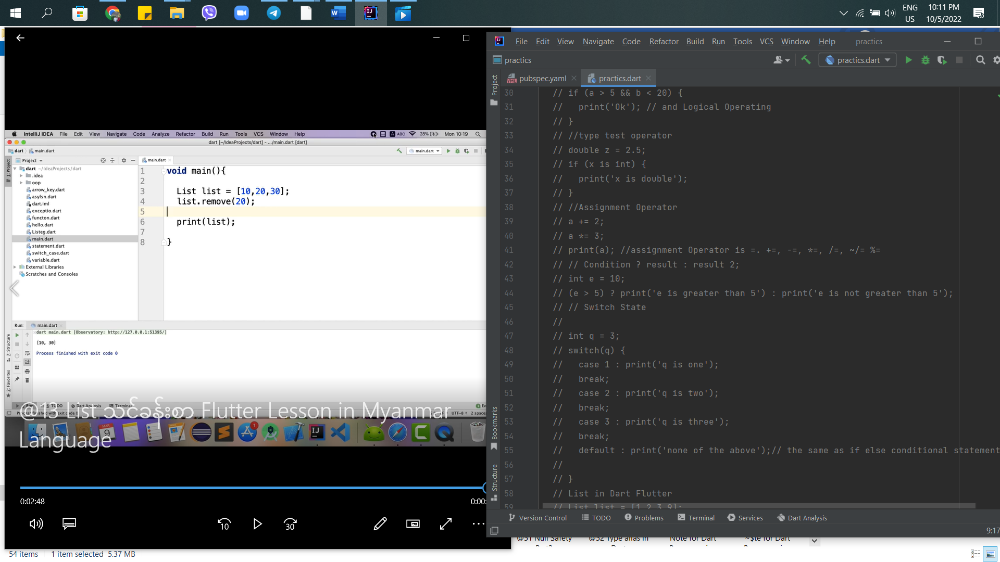 ENG
US
10:11 PM
10/5/2022
File Edit View Navigate Code Refactor Build Run Tools VCS Window Help practics
practics
practics.dart
pubspec.yaml
practics.dart
Project
30 // if (a > 5 && b < 20) {
31 //   print('Ok'); // and Logical Operating
32 // }
33 // //type test operator
34 // double z = 2.5;
35 // if (x is int) {
36 //   print('x is double');
37 // }
38 // //Assignment Operator
39 // a += 2;
40 // a *= 3;
41 // print(a); //assignment Operator is =. +=, -=, *=, /=, ~/= %=
42 // // Condition ? result : result 2;
43 // int e = 10;
44 // (e > 5) ? print('e is greater than 5') : print('e is not greater than 5');
45 // // Switch State
46 //
47 // int q = 3;
48 // switch(q) {
49 //   case 1 : print('q is one');
50 //   break;
51 //   case 2 : print('q is two');
52 //   break;
53 //   case 3 : print('q is three');
54 //   break;
55 //   default : print('none of the above');// the same as if else conditional statement
56 //
57 // }
58 // List in Dart Flutter
59 // List list = [1,2,3,9];
Bookmarks
Structure
Version Control TODO Problems Terminal Services Dart Analysis
9:17
IntelliJ IDEA File Edit View Navigate Code Analyze Refactor Build Run Tools VCS Window Help ABC 28% Mon 10:19
dart [~/IdeaProjects/dart] - .../main.dart [dart]
dart main.dart
main.dart
1: Project
Project
main.dart
dart ~/IdeaProjects/dart
.idea
oop
arrow_key.dart
asylsn.dart
dart.iml
exceptio.dart
functon.dart
hello.dart
Listeg.dart
main.dart
statement.dart
switch_case.dart
variable.dart
External Libraries
Scratches and Consoles
1 void main(){
2
3 List list = [10,20,30];
4 list.remove(20);
5
6 print(list);
7
8 }
Run: main.dart
dart main.dart [Observatory: http://127.0.0.1:51395/]
[10, 30]
Process finished with exit code 0
Z: Structure
2: Favorites
6: TODO Dart Analysis Terminal
UTF-8 2 space
@13 List သင်ခန်းစာ Flutter Lesson in Myanmar
Language
MAR
9
1
0:02:48
0:00:
10
30
@51 Null Safety @52 Type alias in Note for Dart ~$te for Dart
54 items 1 item selected 5.37 MB